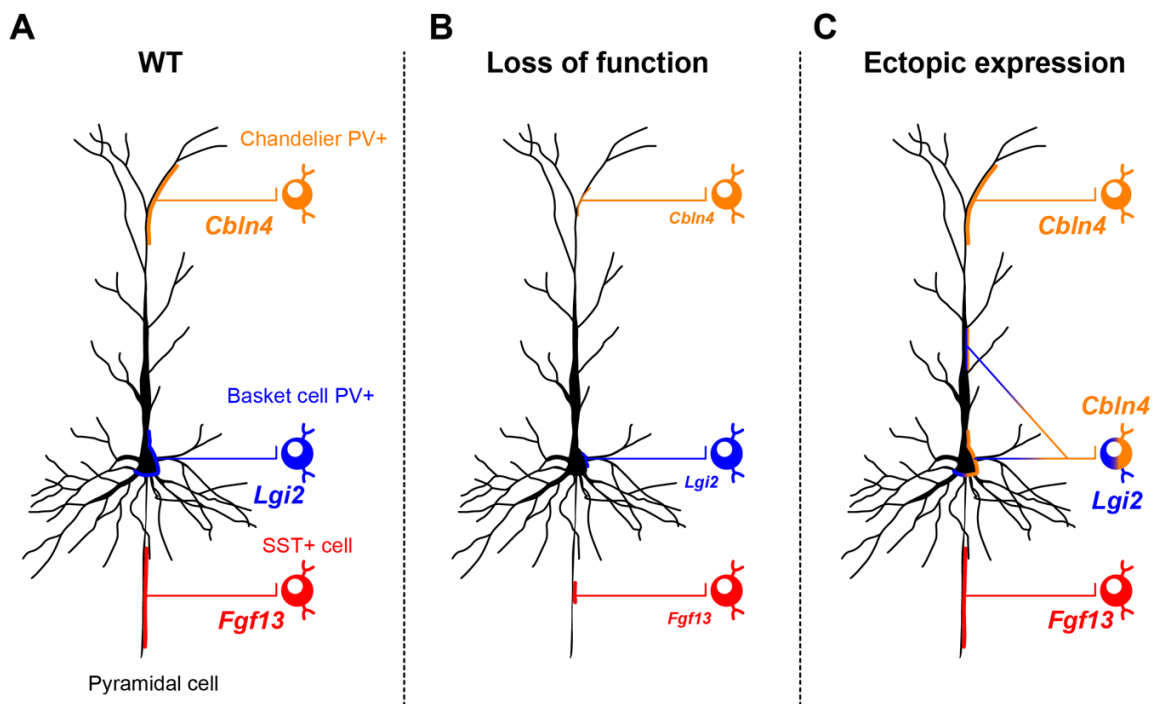 A
WT
Chandelier PV+
Cbln4
Basket cell PV+
Lgi2
SST+ cell
Fgf13
Pyramidal cell
B
Loss of function
Cbln4
Lgi2
Fgf13
C
Ectopic expression
Cbln4
Cbln4
Lgi2
Fgf13